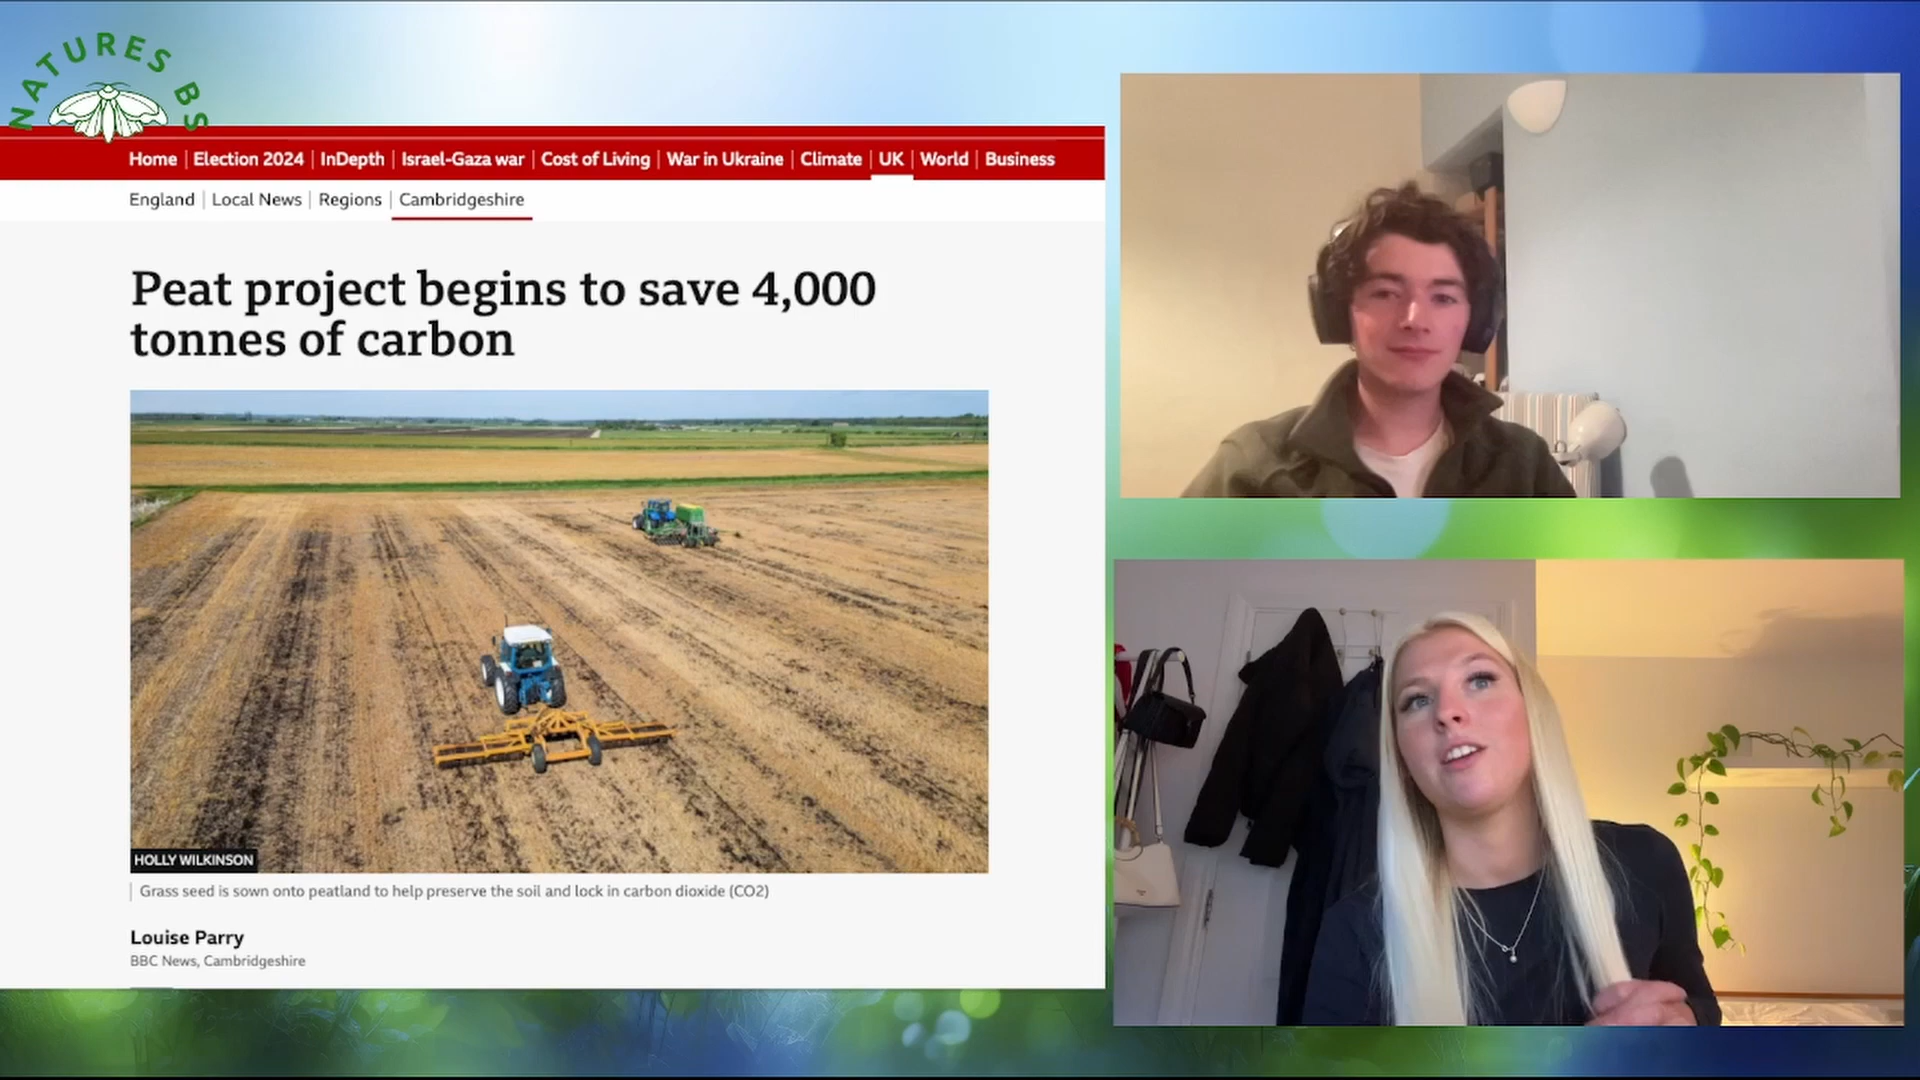 NATURES BS
Home Election 2024 InDepth Israel-Gaza war Cost of Living War in Ukraine Climate UK World Business
England Local News Regions Cambridgeshire
Peat project begins to save 4,000
tonnes of carbon
HOLLY WILKINSON
Grass seed is sown onto peatland to help preserve the soil and lock in carbon dioxide (CO2)
Louise Parry
BBC News, Cambridgeshire